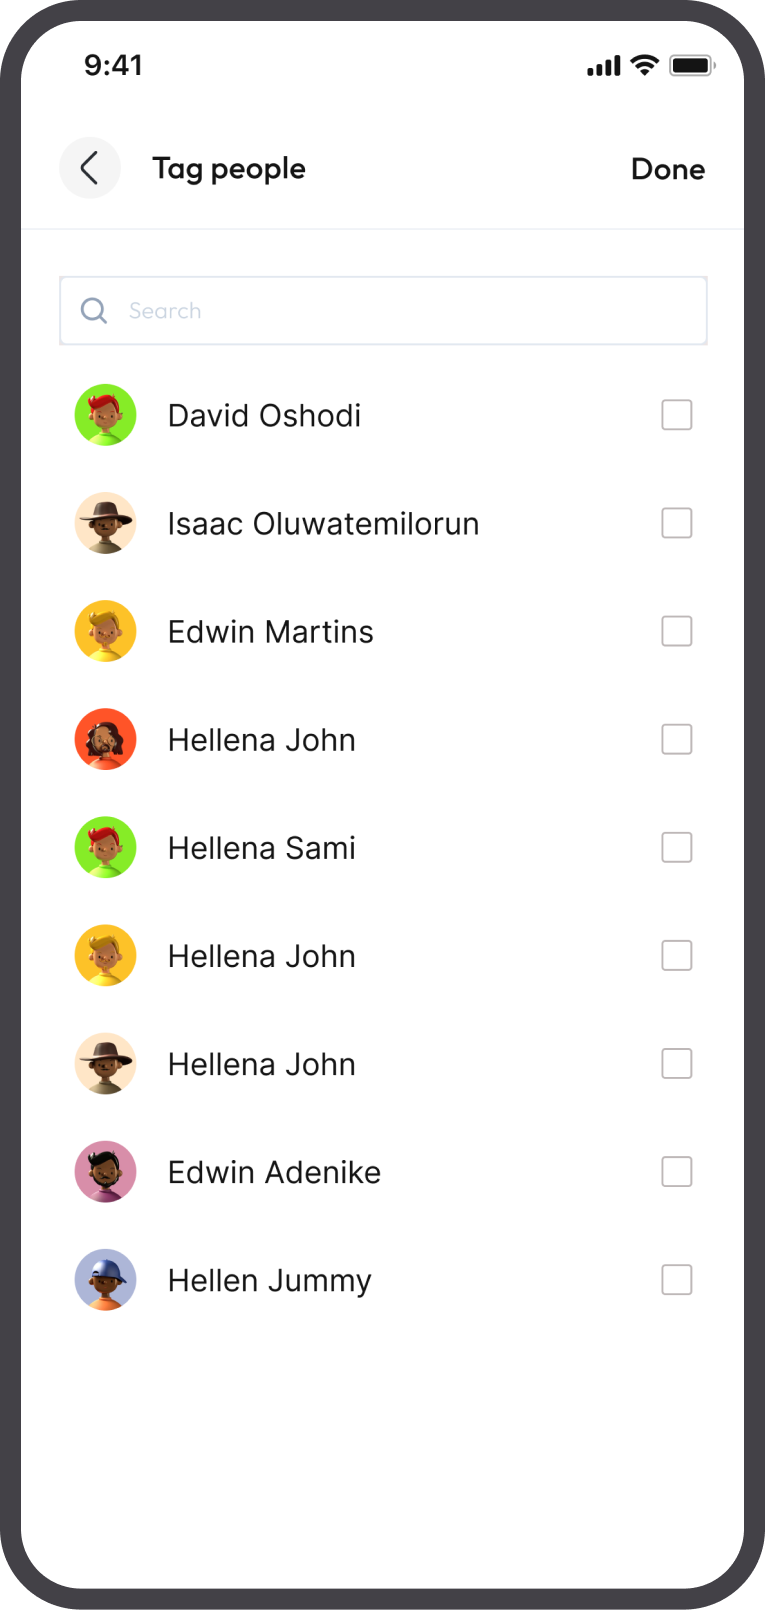 9:41
Tag people
Done
Search
David Oshodi
Isaac Oluwatemilorun
Edwin Martins
Hellena John
Hellena Sami
Hellena John
Hellena John
Edwin Adenike
Hellen Jummy